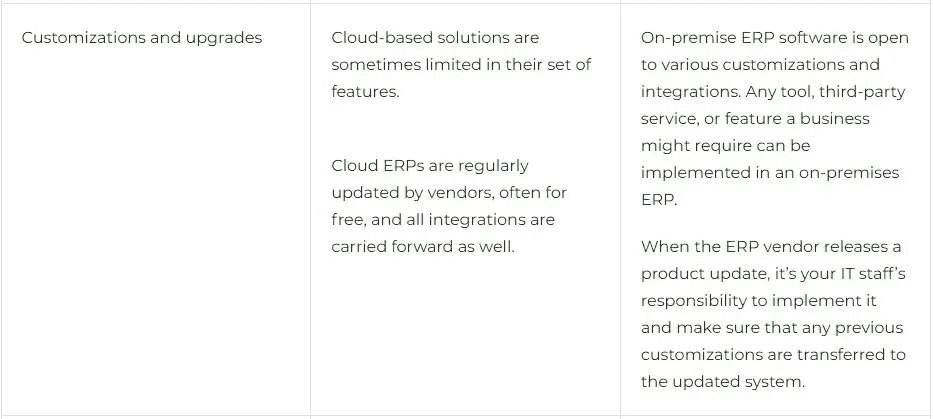 Customizations and upgrades
Cloud-based solutions are
sometimes limited in their set of
features.
Cloud ERPs are regularly
updated by vendors, often for
free, and all integrations are
carried forward as well.
On-premise ERP software is open
to various customizations and
integrations. Any tool, third-party
service, or feature a business
might require can be
implemented in an on-premises
ERP.
When the ERP vendor releases a
product update, it’s your IT staff’s
responsibility to implement it
and make sure that any previous
customizations are transferred to
the updated system.